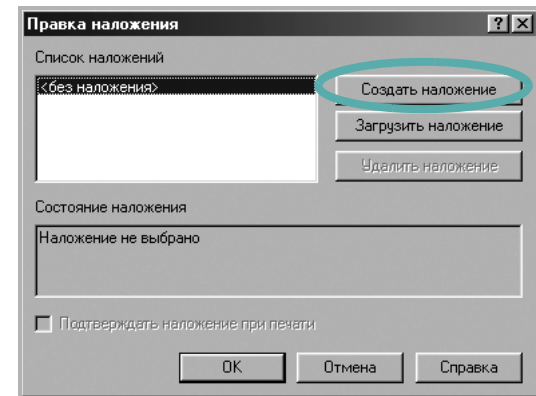 Правка наложения
Список наложений
<без наложения>
Создать наложение
Загрузить наложение
Удалить наложение
Состояние наложения
Наложение не выбрано
Подтверждать наложение при печати
OK
Отмена
Справка